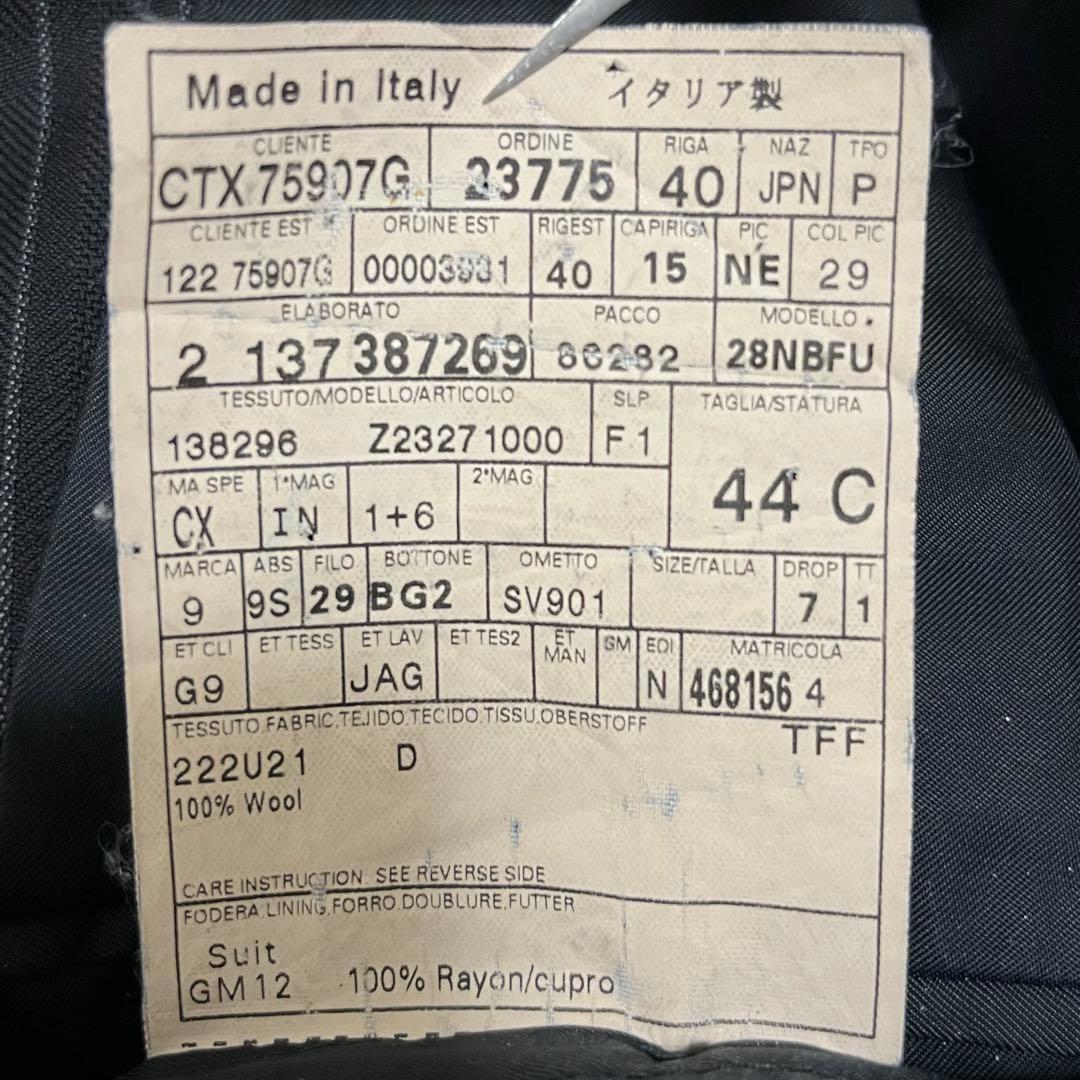 Made in Italy イタリア製
CLIENTE ORDINE RIGA NAZ TPO
CTX 75907G 23775 40 JPN P
CLIENTE EST ORDINE EST RIGEST CAPIRIGA PIC COL PIC
122 75907G 00003931 40 15 NE 29
ELABORATO PACCO MODELLO
2 137 387269 86282 28NBFU
TESSUTO/MODELLO/ARTICOLO SLP TAGLIA/STATURA
138296 Z23271000 F 1 44 C
MA SPE 1*MAG 2*MAG
CX IN 1+6
MARCA ABS FILO BOTTONE OMETTO SIZE/TALLA DROP TT
9 9S 29 BG2 SV901 7 1
ET CLI ET TESS ET LAV ET TES2 ET MAN GM EDI MATRICOLA
G9 JAG N 468156 4
TESSUTO,FABRIC,TEJIDO,TECIDO,TISSU,OBERSTOFF TFF
222U21 D
100% Wool
CARE INSTRUCTION: SEE REVERSE SIDE
FODERA,LINING,FORRO,DOUBLURE,FUTTER
Suit
GM12 100% Rayon/cupro